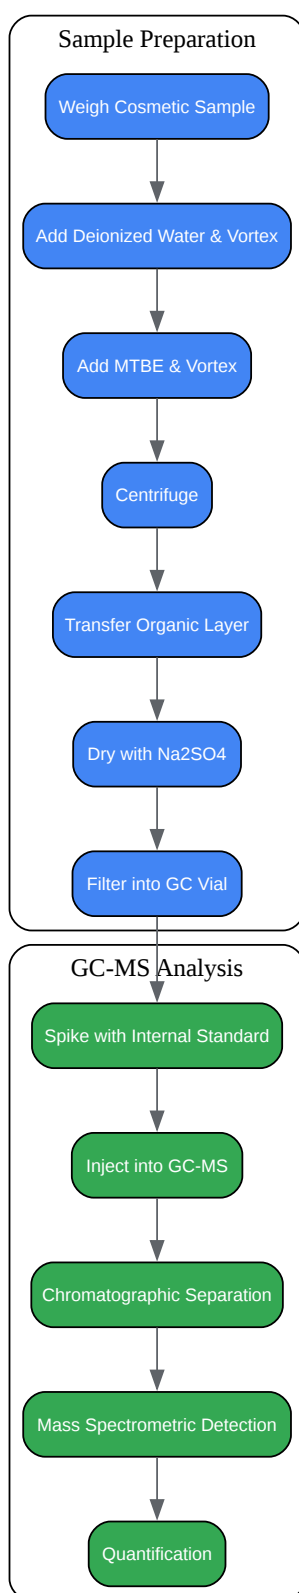 Sample Preparation
Weigh Cosmetic Sample
Add Deionized Water & Vortex
Add MTBE & Vortex
Centrifuge
Transfer Organic Layer
Dry with Na2SO4
Filter into GC Vial
GC-MS Analysis
Spike with Internal Standard
Inject into GC-MS
Chromatographic Separation
Mass Spectrometric Detection
Quantification